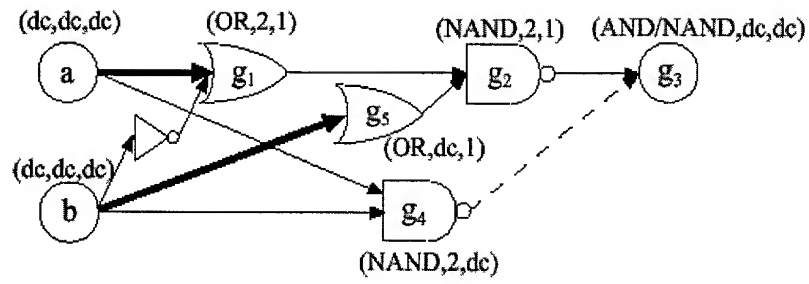 (dc,dc,dc)
(OR,2,1)
(NAND,2,1)
(AND/NAND,dc,dc)
a
g1
g2
g3
g5
(OR,dc,1)
(dc,dc,dc)
b
g4
(NAND,2,dc)